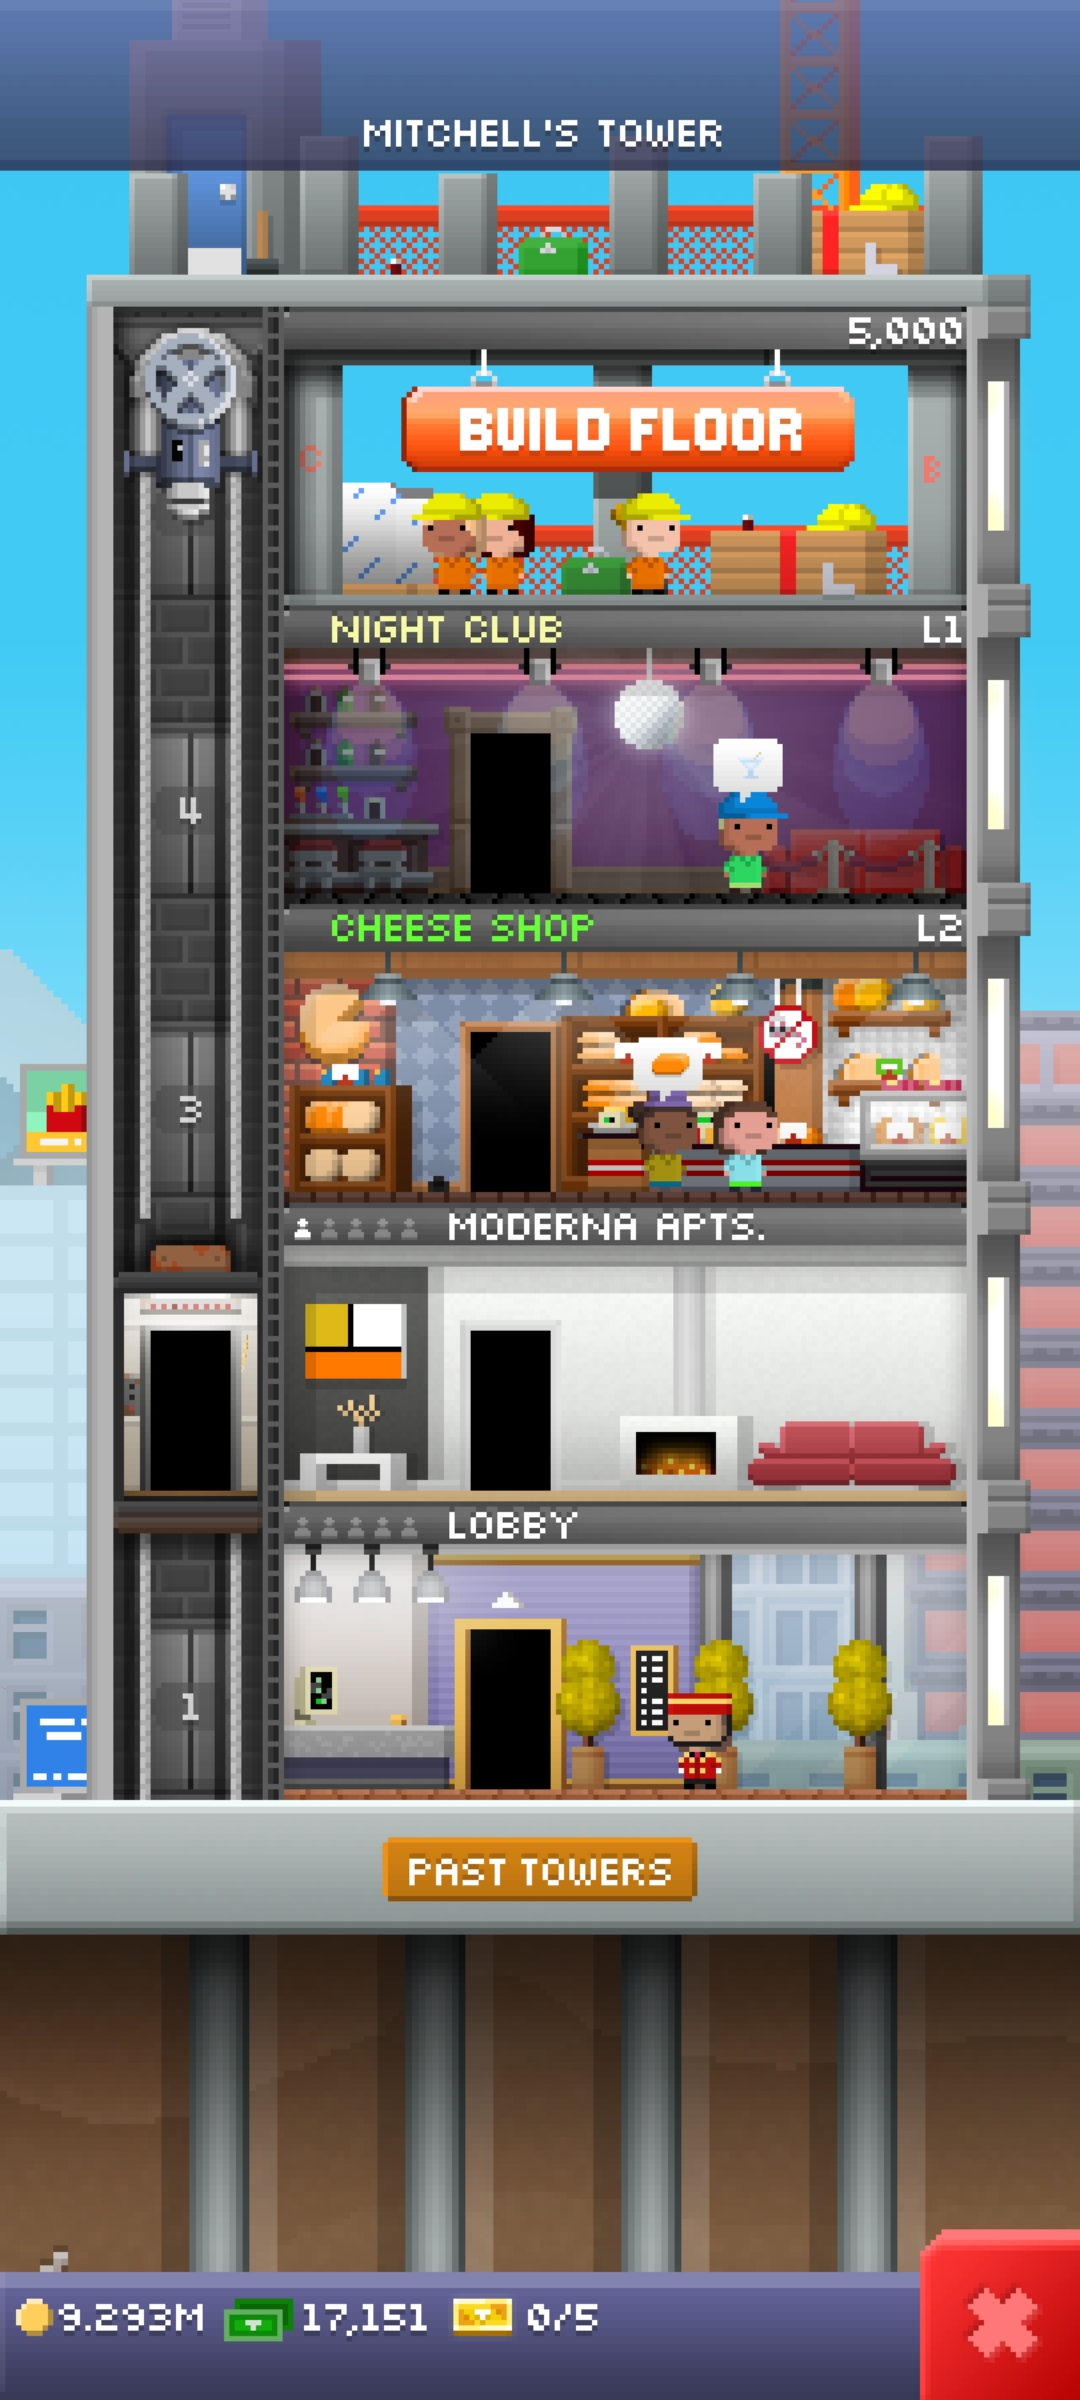 MITCHELL'S TOWER
5,000
BUILD FLOOR
C
B
NIGHT CLUB L1
4
CHEESE SHOP L2
3
MODERNA APTS.
LOBBY
1
PAST TOWERS
9.293M 17,151 0/5